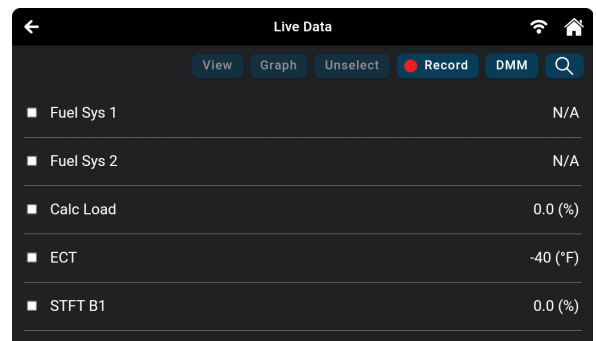 Live Data
View Graph Unselect Record DMM
Fuel Sys 1 N/A
Fuel Sys 2 N/A
Calc Load 0.0 (%)
ECT -40 (°F)
STFT B1 0.0 (%)